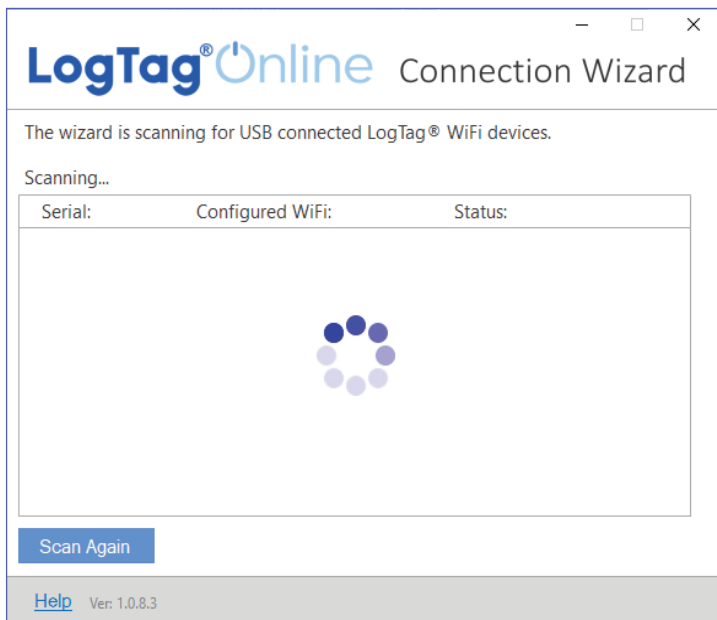 LogTag® Online Connection Wizard
The wizard is scanning for USB connected LogTag® WiFi devices.
Scanning...
Serial: Configured WiFi: Status:
Scan Again
Help Ver: 1.0.8.3